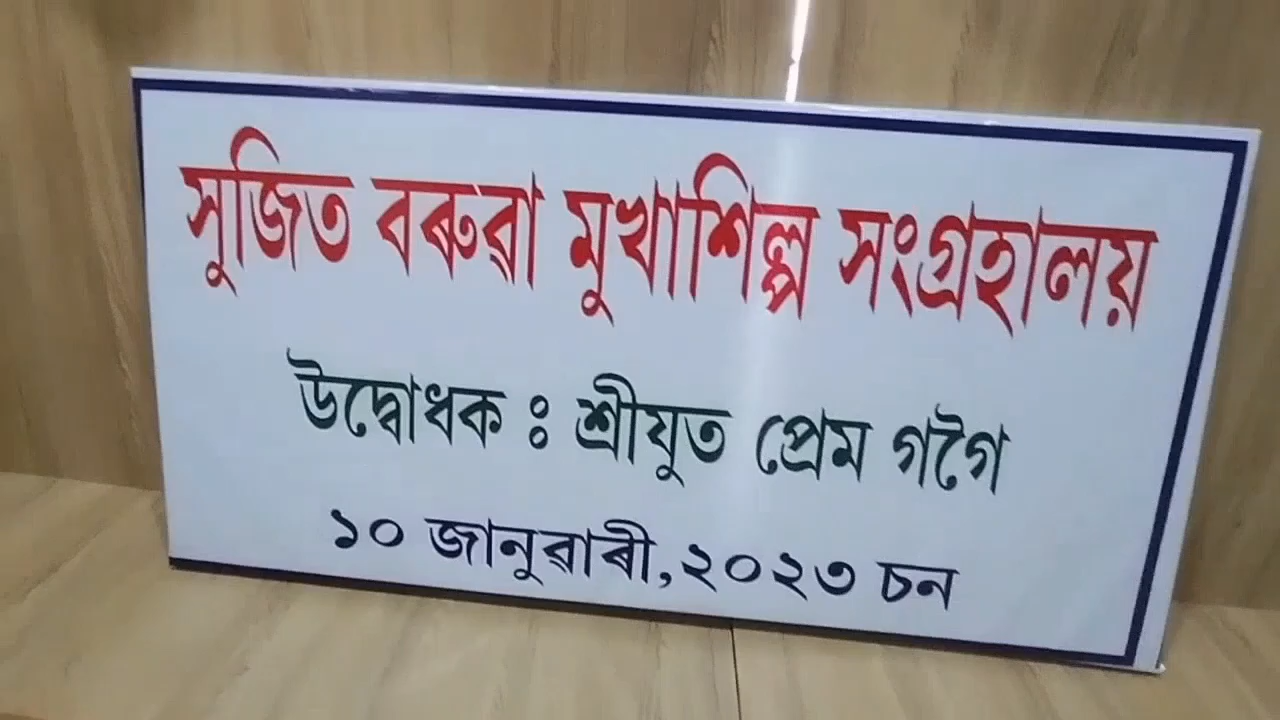 সুজিত বৰুৱা মুখাশিল্প সংগ্ৰহালয়
উদ্বোধক : শ্ৰীযুত প্ৰেম গগৈ
১০ জানুৱাৰী,২০২৩ চন